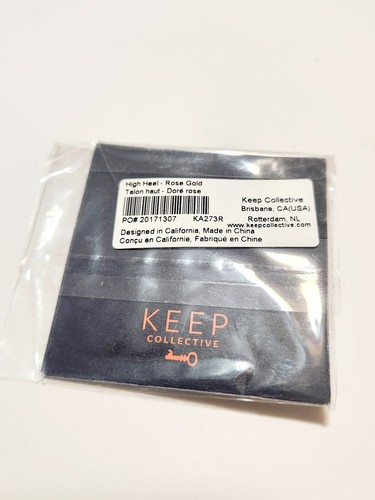 High Heel - Rose Gold
Talon haut - Doré rose
PO# 20171307 KA273R
Keep Collective
Brisbane, CA(USA)
Rotterdam, NL
www.keepcollective.com
Designed in California, Made in China
Conçu en Californie, Fabriqué en Chine
KEEP
COLLECTIVE